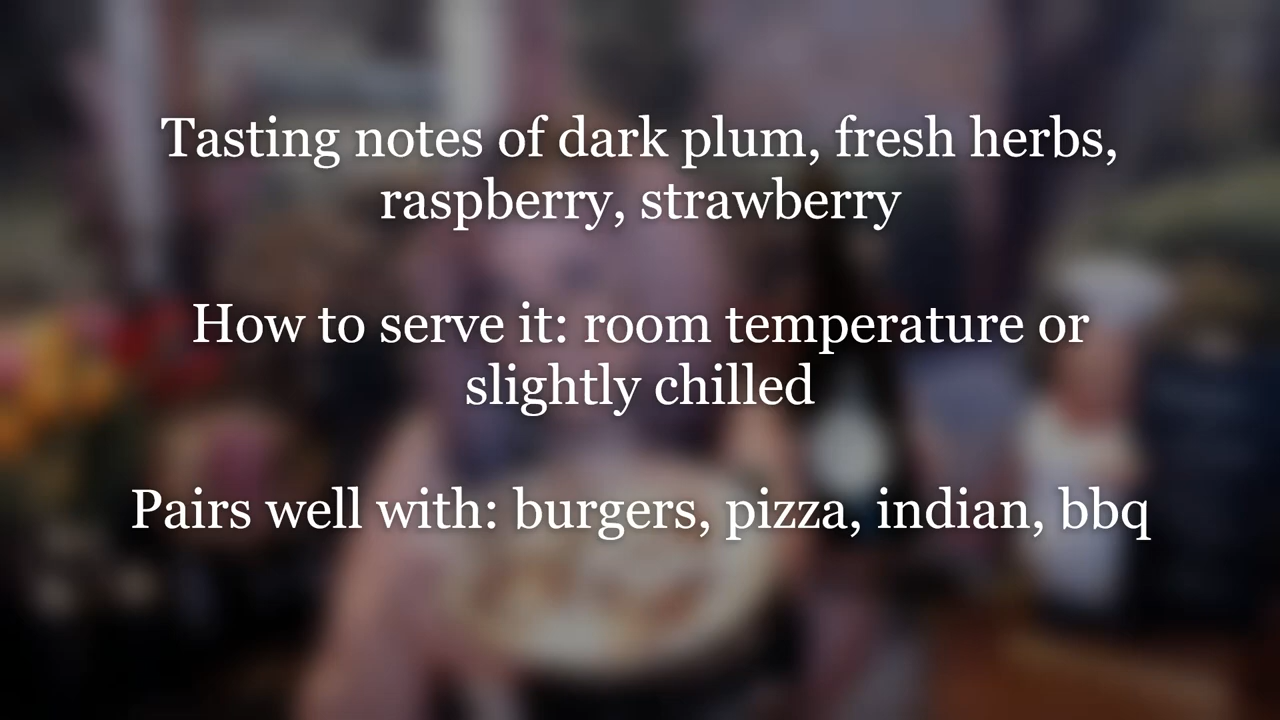 Tasting notes of dark plum, fresh herbs,
raspberry, strawberry
How to serve it: room temperature or
slightly chilled
Pairs well with: burgers, pizza, indian, bbq